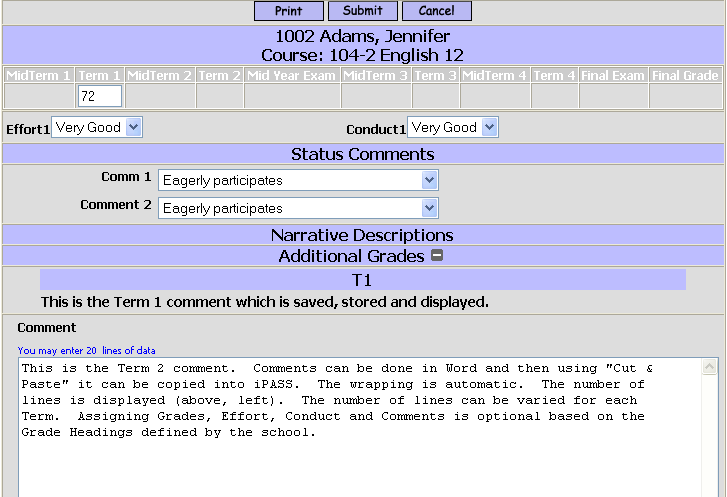 Print Submit Cancel
1002 Adams, Jennifer
Course: 104-2 English 12
MidTerm 1 Term 1 MidTerm 2 Term 2 Mid Year Exam MidTerm 3 Term 3 MidTerm 4 Term 4 Final Exam Final Grade
72
Effort1 Very Good Conduct1 Very Good
Status Comments
Comm 1 Eagerly participates
Comment 2 Eagerly participates
Narrative Descriptions
Additional Grades
T1
This is the Term 1 comment which is saved, stored and displayed.
Comment
You may enter 20 lines of data
This is the Term 2 comment. Comments can be done in Word and then using "Cut &
Paste" it can be copied into iPASS. The wrapping is automatic. The number of
lines is displayed (above, left). The number of lines can be varied for each
Term. Assigning Grades, Effort, Conduct and Comments is optional based on the
Grade Headings defined by the school.